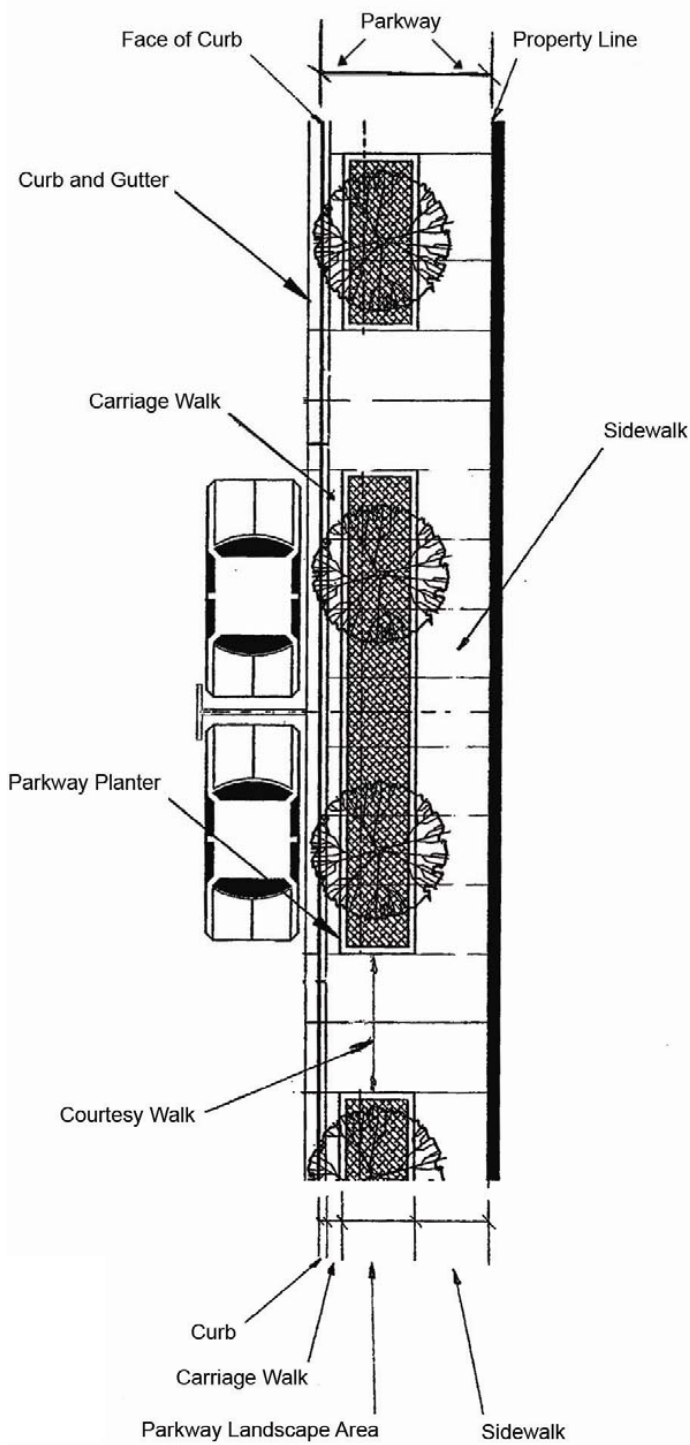 Parkway
Face of Curb
Property Line
Curb and Gutter
Carriage Walk
Sidewalk
Parkway Planter
Courtesy Walk
Curb
Carriage Walk
Parkway Landscape Area
Sidewalk